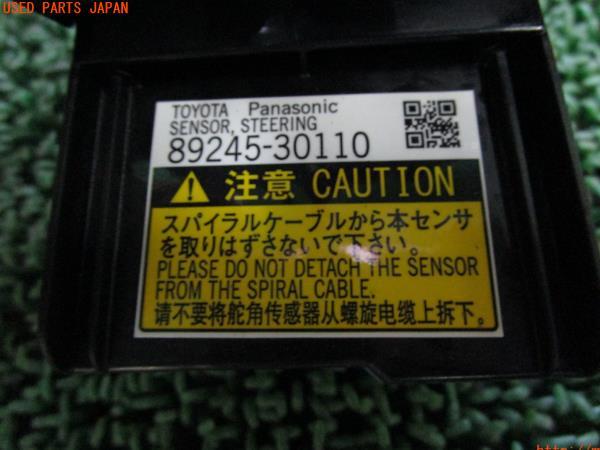 USED PARTS JAPAN
TOYOTA Panasonic
SENSOR, STEERING
89245-30110
注意 CAUTION
スパイラルケーブルから本センサ
を取りはずさないで下さい。
PLEASE DO NOT DETACH THE SENSOR
FROM THE SPIRAL CABLE.
请不要将舵角传感器从螺旋电缆上拆下。